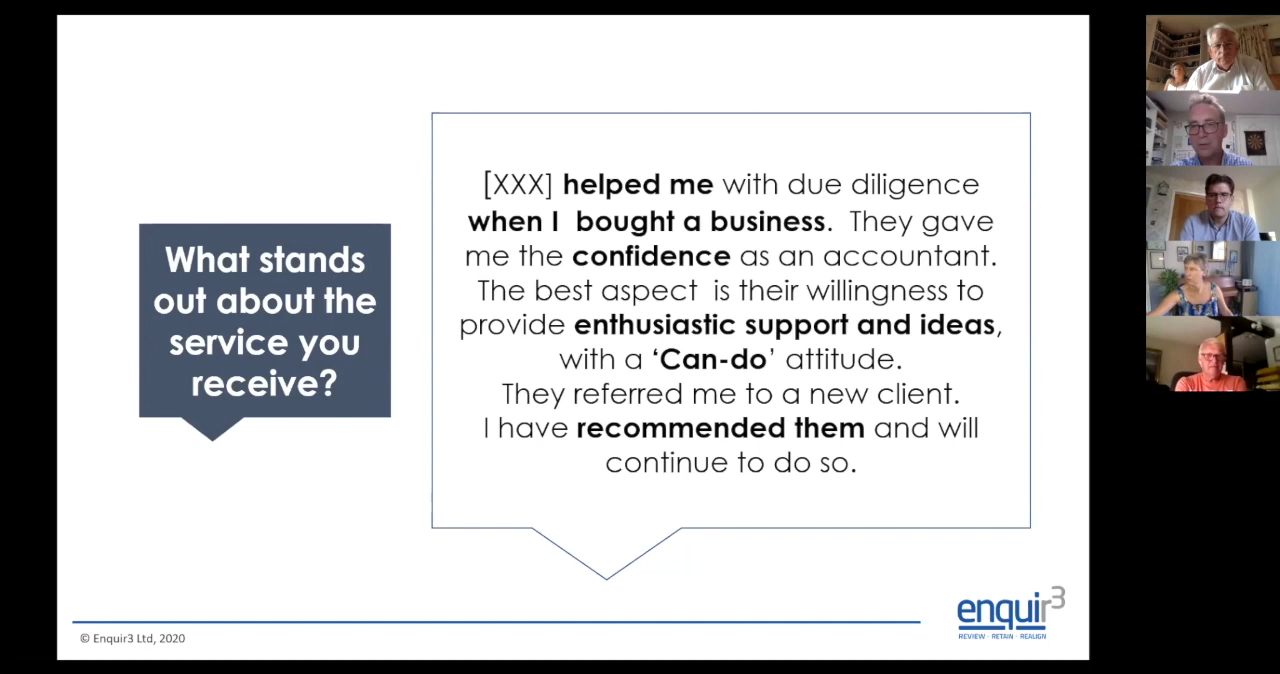 What stands
out about the
service you
receive?
[XXX] helped me with due diligence
when I  bought a business.  They gave
me the confidence as an accountant.
The best aspect  is their willingness to
provide enthusiastic support and ideas,
with a ‘Can-do’ attitude.
They referred me to a new client.
I have recommended them and will
continue to do so.
© Enquir3 Ltd, 2020
enquir3
REVIEW · RETAIN · REALIGN